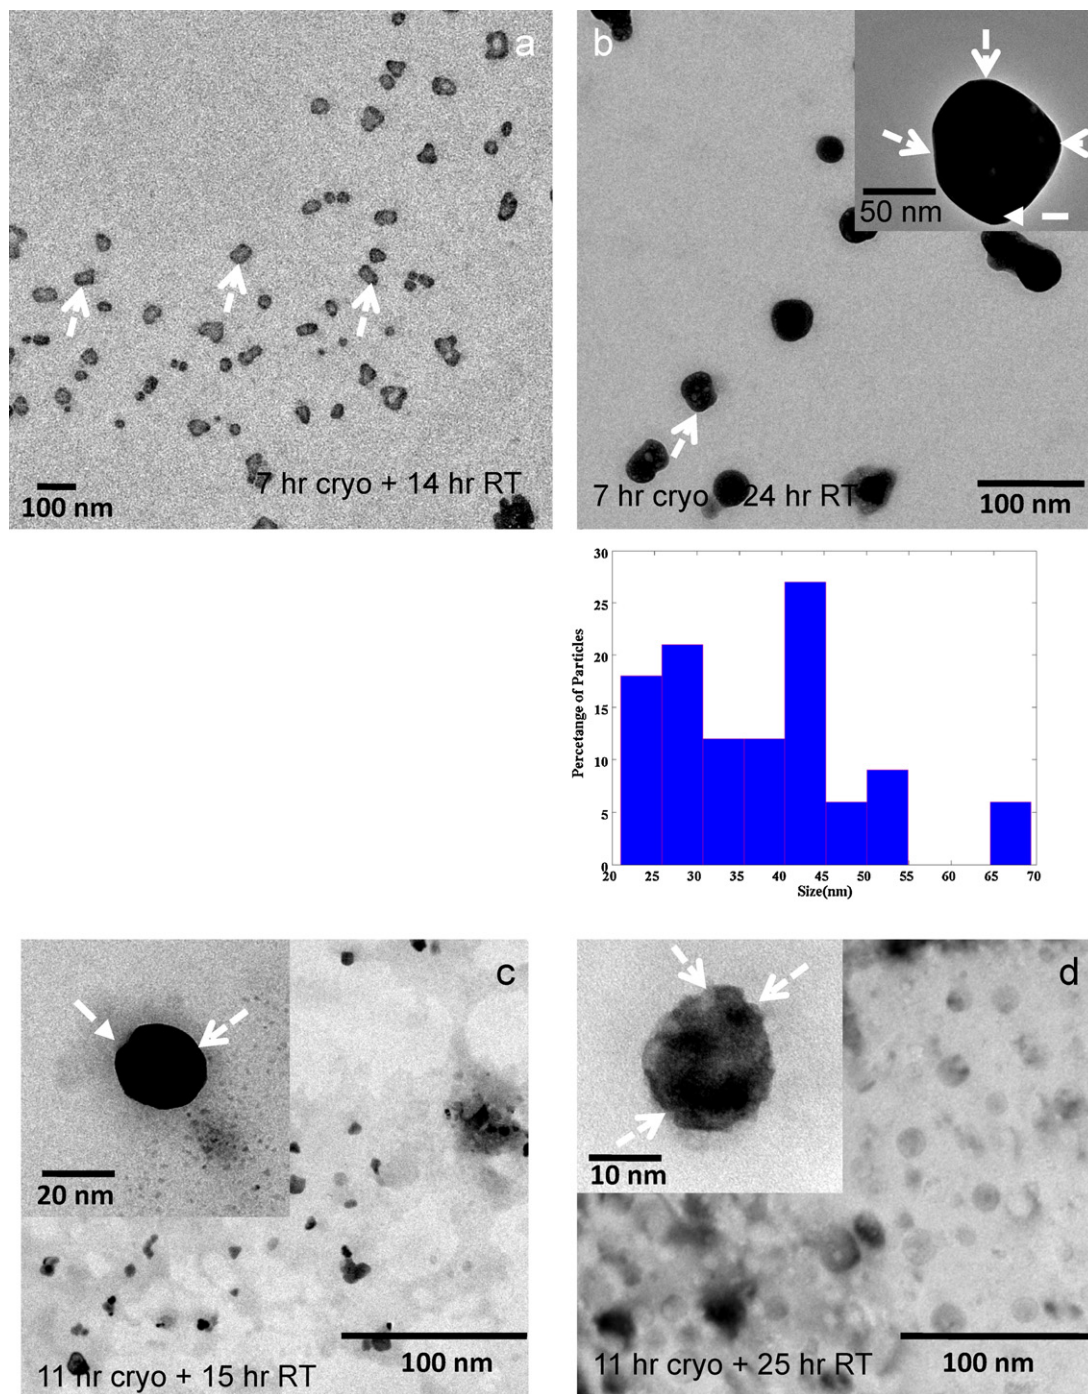 a
7 hr cryo + 14 hr RT
100 nm
b
50 nm
7 hr cryo 24 hr RT
100 nm
30
25
20
15
10
5
0
20 25 30 35 40 45 50 55 60 65 70
Size(nm)
Percetange of Particles
c
20 nm
100 nm
11 hr cryo + 15 hr RT
d
10 nm
100 nm
11 hr cryo + 25 hr RT